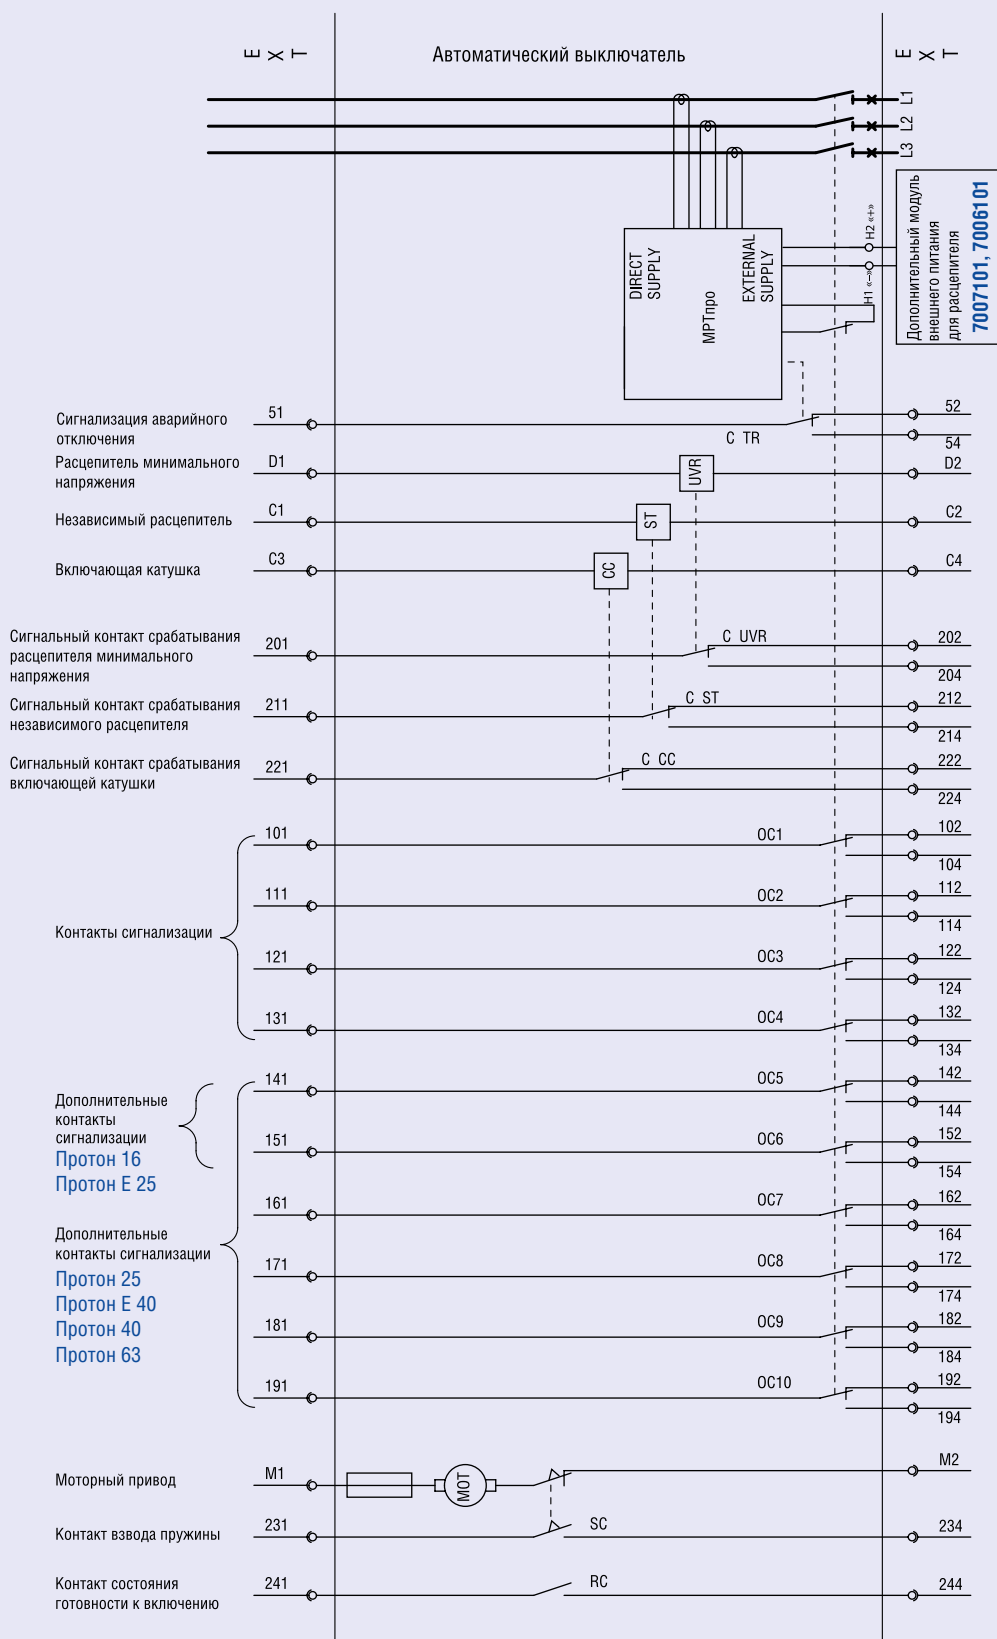 Е Х Т
Автоматический выключатель
Е Х Т
L1
L2
L3
Дополнительный модуль
внешнего питания
для расцепителя
7007101, 7006101
H2 «+»
H1 «–»
DIRECT
SUPPLY
МРТпро
EXTERNAL
SUPPLY
Сигнализация аварийного
отключения
51
C TR
52
54
Расцепитель минимального
напряжения
D1
UVR
D2
Независимый расцепитель
C1
ST
C2
Включающая катушка
C3
CC
C4
Сигнальный контакт срабатывания
расцепителя минимального
напряжения
201
C UVR
202
204
Сигнальный контакт срабатывания
независимого расцепителя
211
C ST
212
214
Сигнальный контакт срабатывания
включающей катушки
221
C CC
222
224
Контакты сигнализации
101
OC1
102
104
111
OC2
112
114
121
OC3
122
124
131
OC4
132
134
Дополнительные
контакты
сигнализации
Протон 16
Протон Е 25
141
OC5
142
144
151
OC6
152
154
Дополнительные
контакты сигнализации
Протон 25
Протон Е 40
Протон 40
Протон 63
161
OC7
162
164
171
OC8
172
174
181
OC9
182
184
191
OC10
192
194
Моторный привод
M1
МОТ
M2
Контакт взвода пружины
231
SC
234
Контакт состояния
готовности к включению
241
RC
244